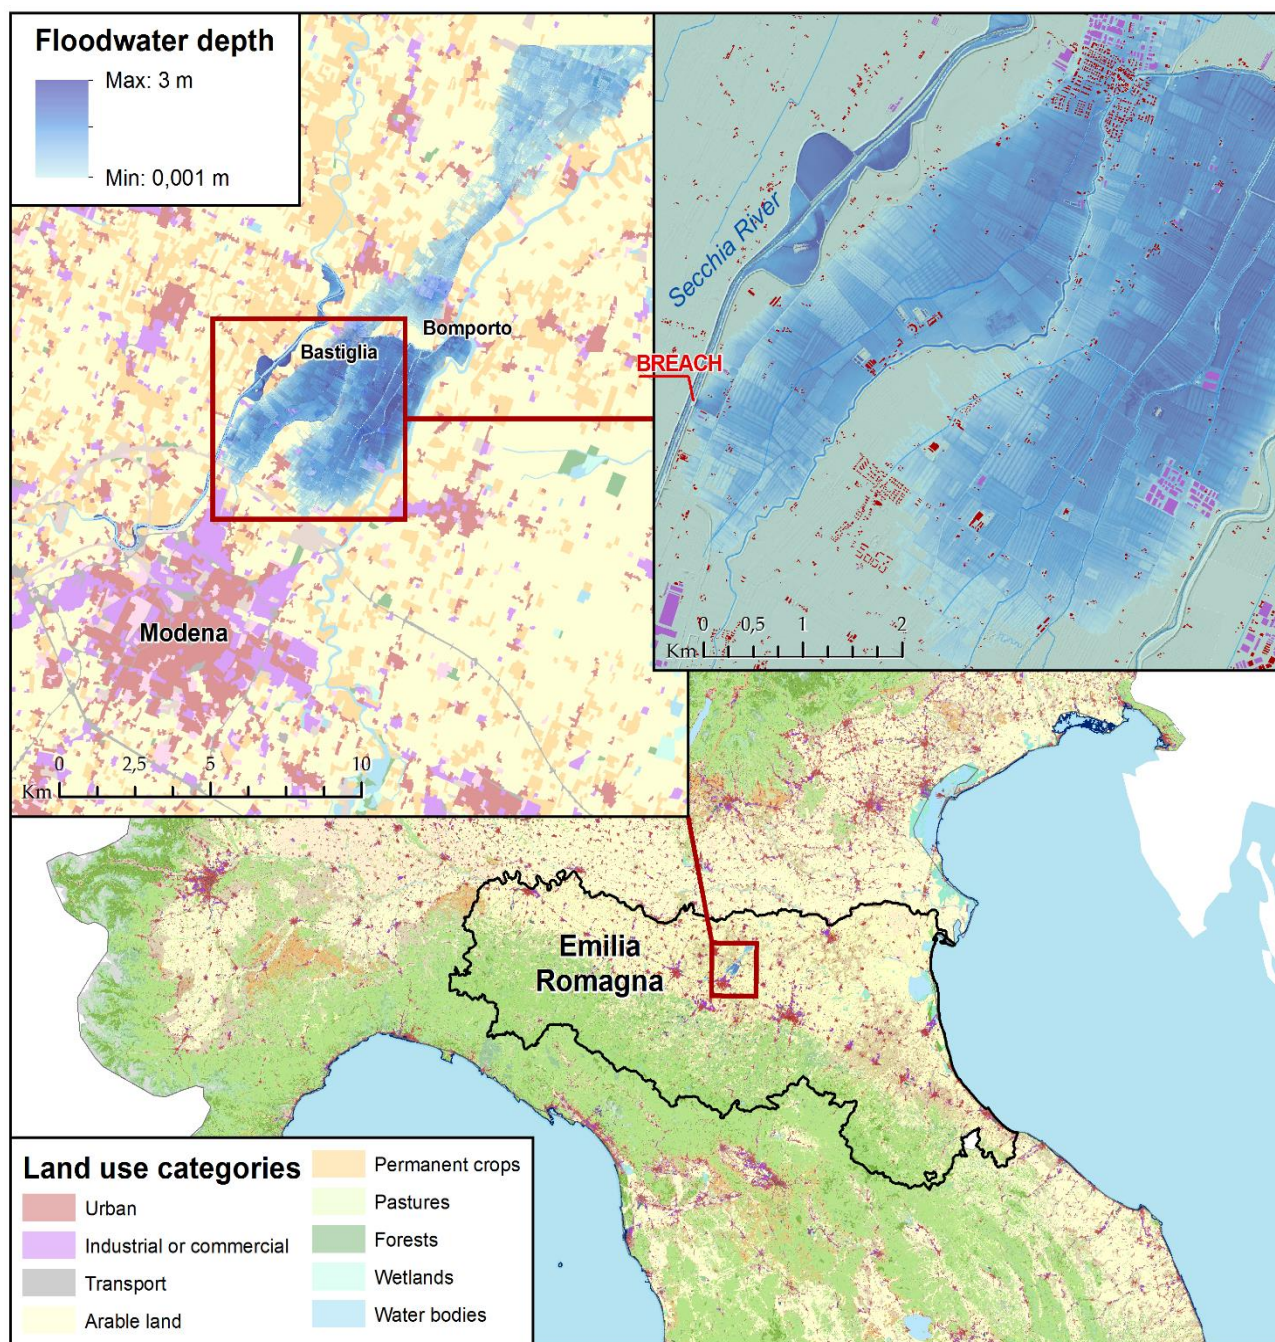 Floodwater depth
Max: 3 m
Min: 0,001 m
Bomporto
Bastiglia
Modena
0 2,5 5 10
Km
Secchia River
BREACH
0 0,5 1 2
Km
Emilia
Romagna
Land use categories
Urban
Industrial or commercial
Transport
Arable land
Permanent crops
Pastures
Forests
Wetlands
Water bodies